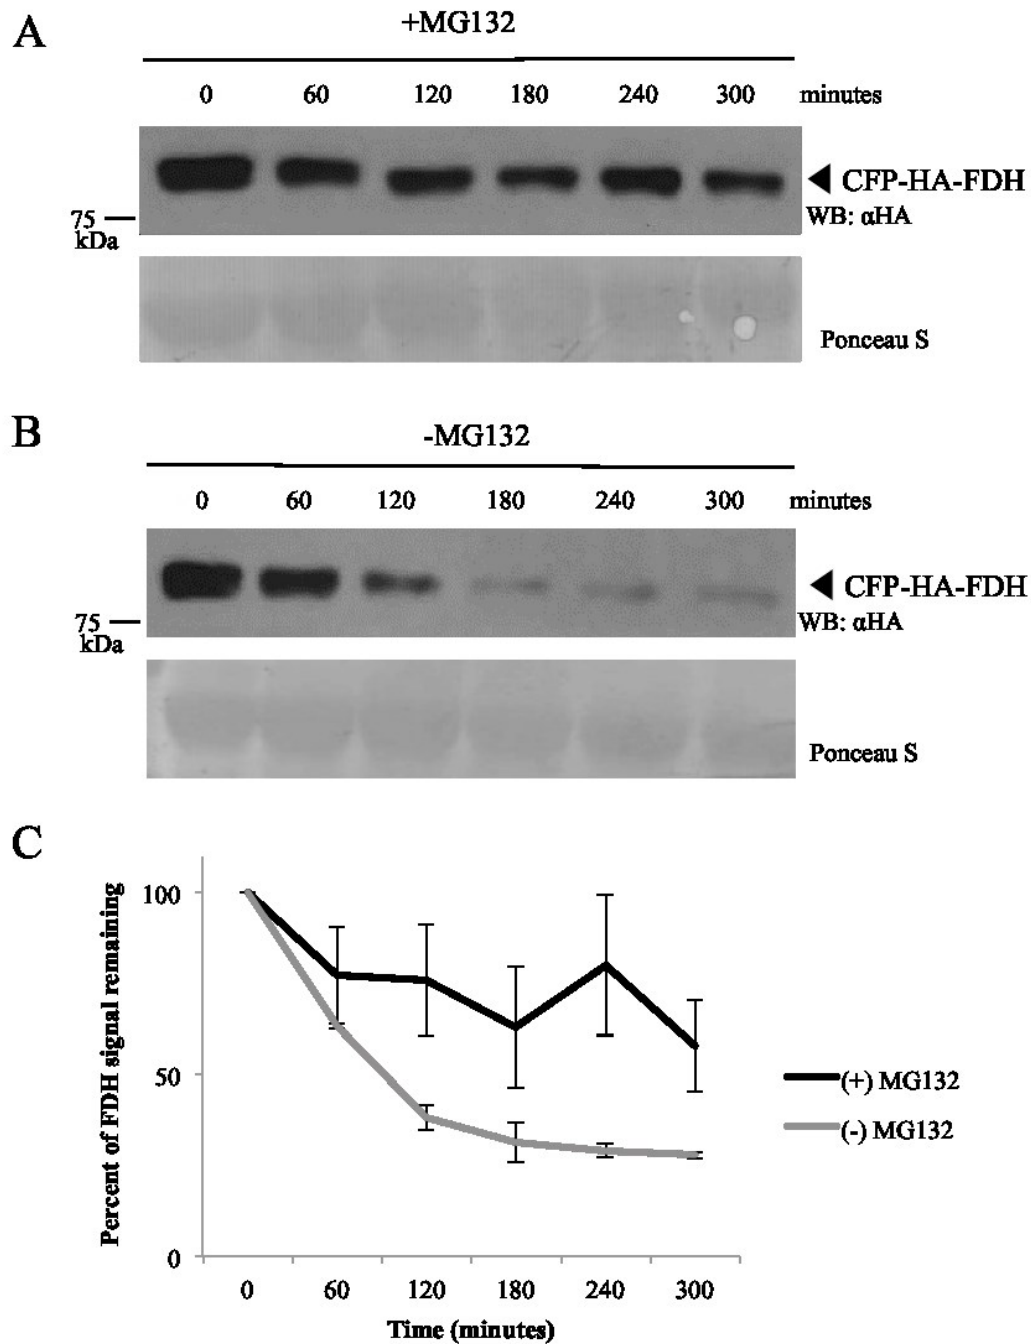 A
+MG132
0 60 120 180 240 300 minutes
CFP-HA-FDH
WB: αHA
75
kDa
Ponceau S
B
-MG132
0 60 120 180 240 300 minutes
CFP-HA-FDH
WB: αHA
75
kDa
Ponceau S
C
Percent of FDH signal remaining
100
50
0
0 60 120 180 240 300
Time (minutes)
(+) MG132
(-) MG132